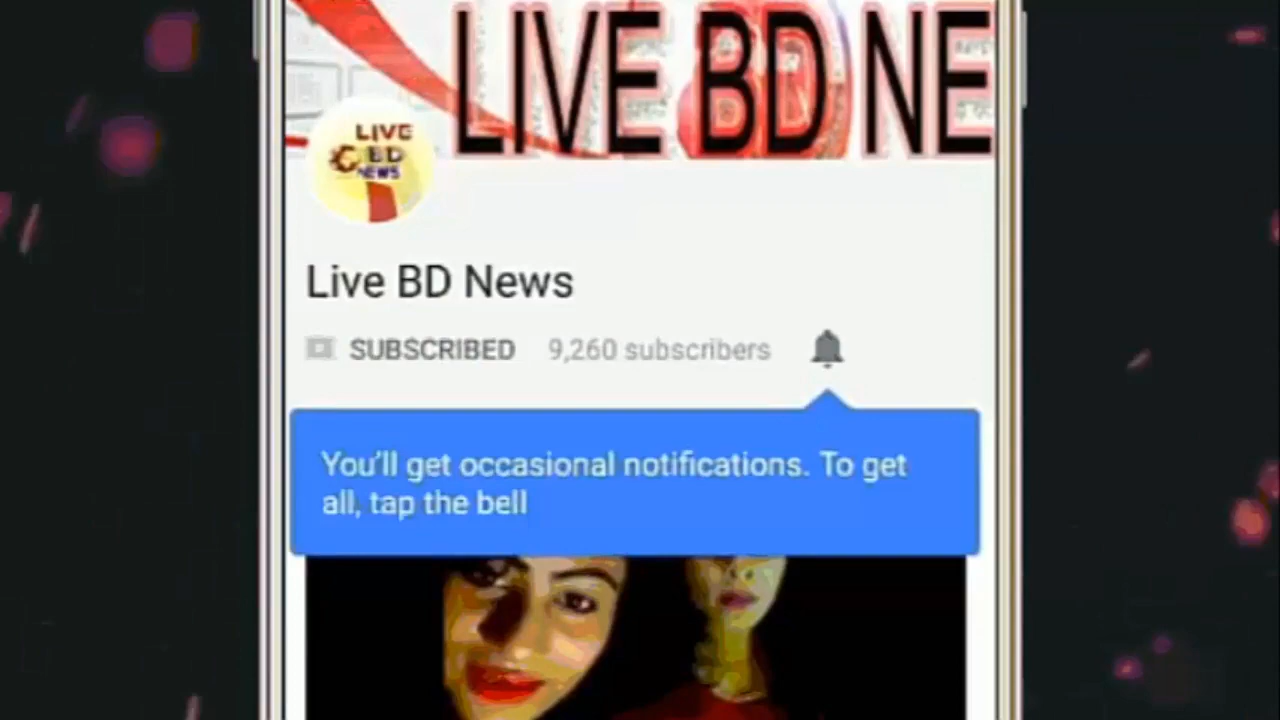 LIVE BD NE
LIVE
BD
NEWS
Live BD News
SUBSCRIBED 9,260 subscribers
You'll get occasional notifications. To get
all, tap the bell